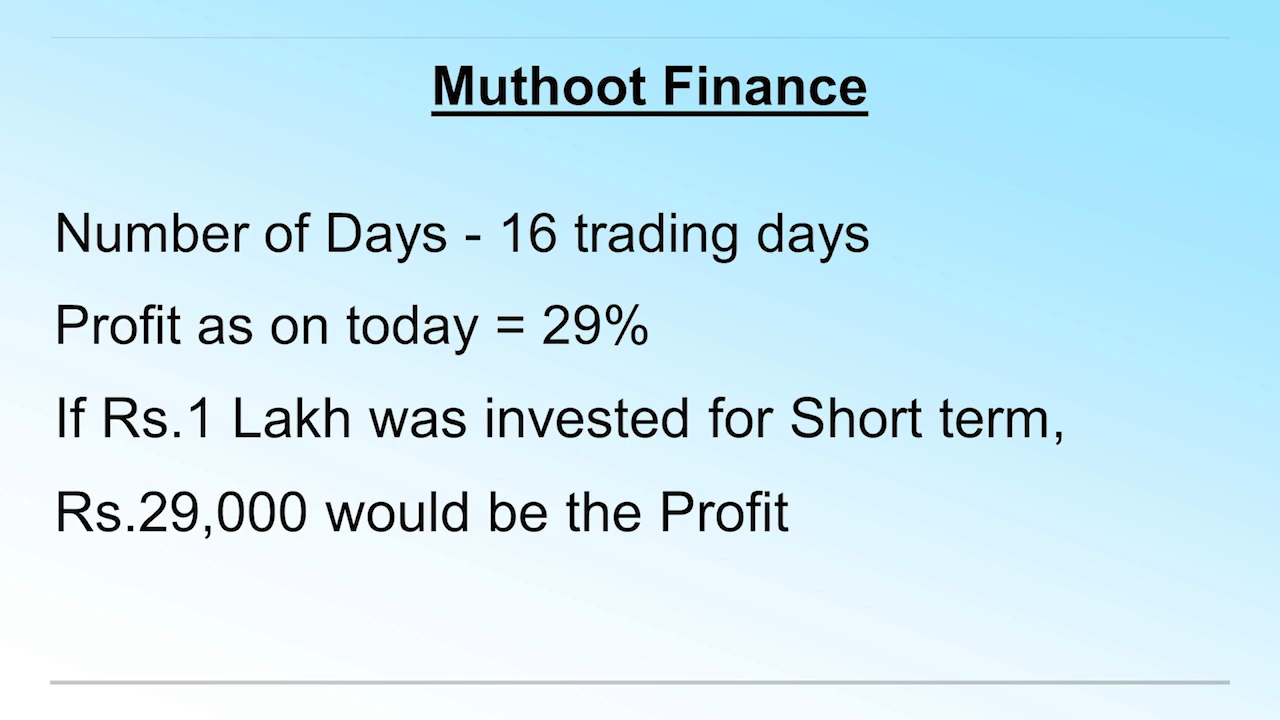 Muthoot Finance
Number of Days - 16 trading days
Profit as on today = 29%
If Rs.1 Lakh was invested for Short term,
Rs.29,000 would be the Profit